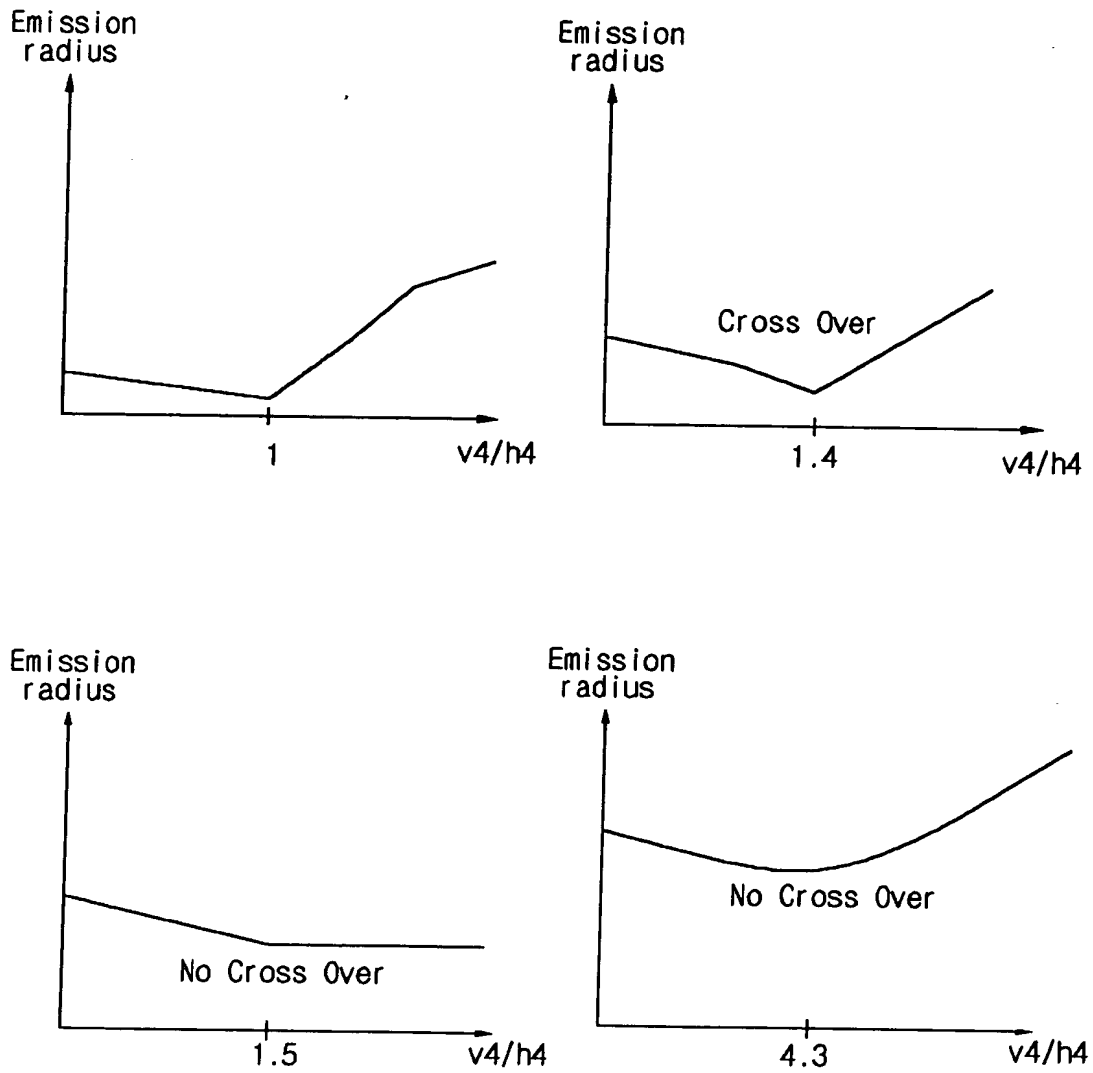 Emission
radius
1
v4/h4
Emission
radius
Cross Over
1.4
v4/h4
Emission
radius
No Cross Over
1.5
v4/h4
Emission
radius
No Cross Over
4.3
v4/h4